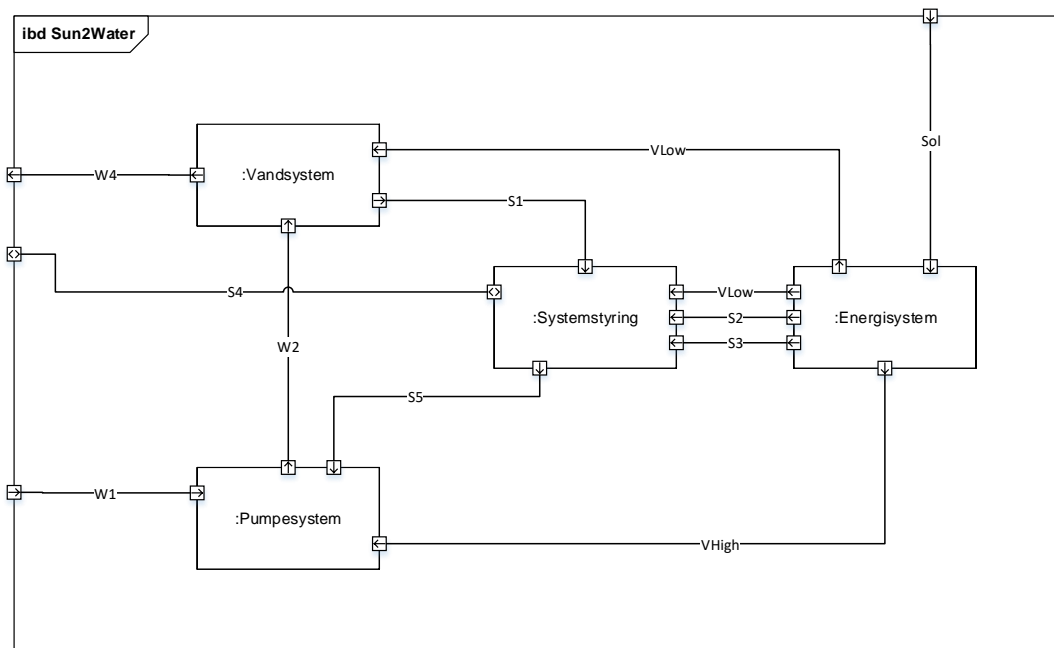 ibd Sun2Water
Sol
VLow
W4
:Vandsystem
S1
S4
VLow
:Systemstyring
S2
:Energisystem
S3
W2
S5
W1
:Pumpesystem
VHigh